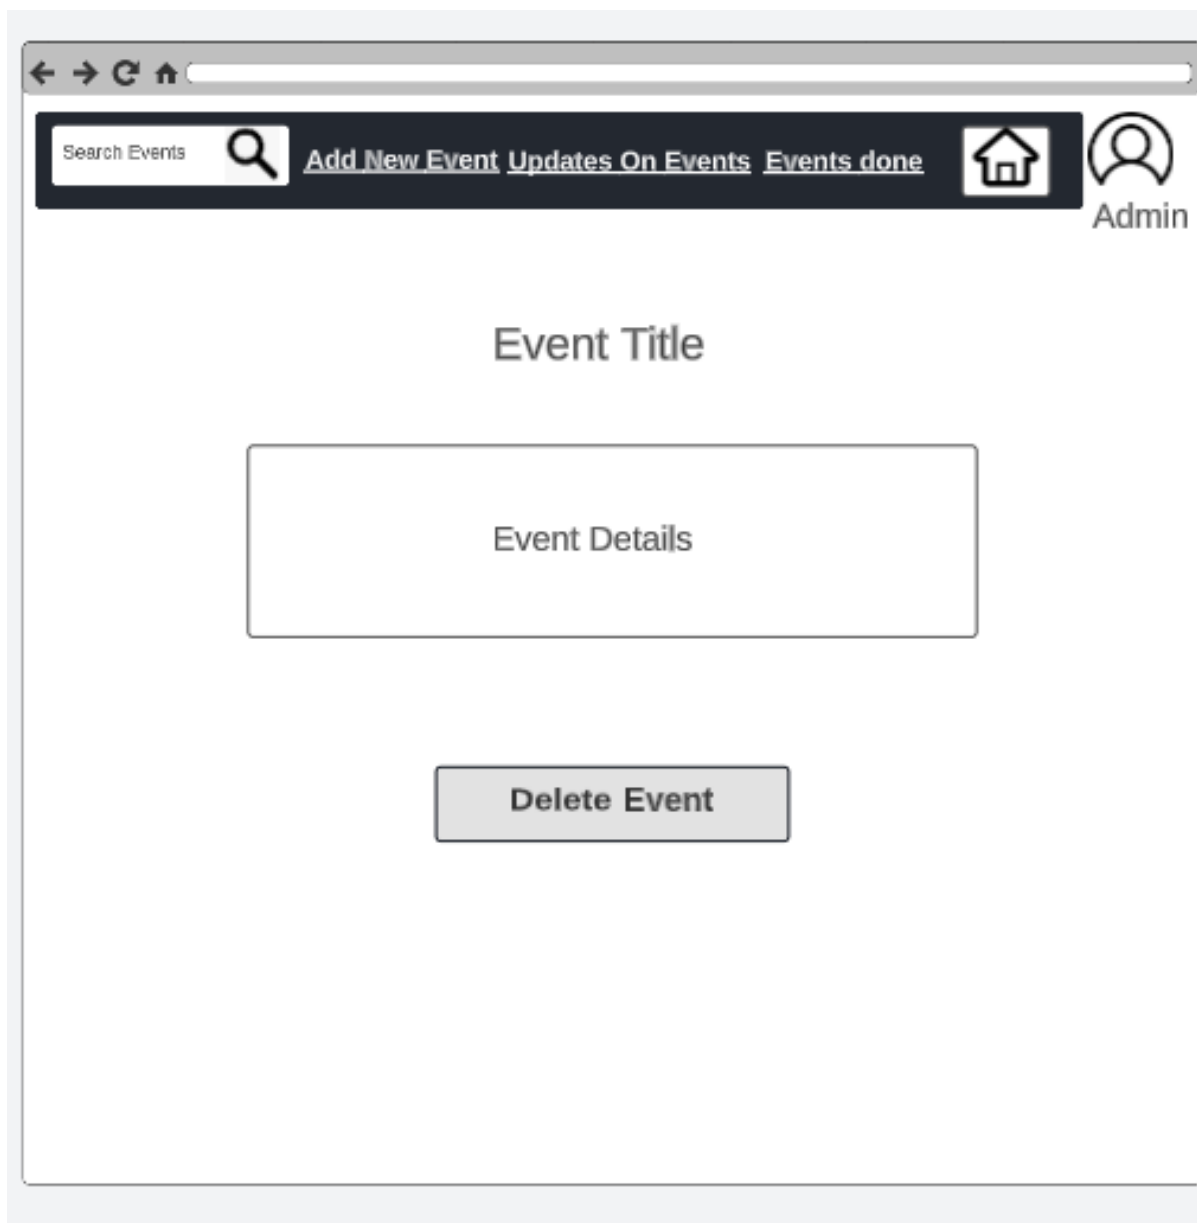 Search Events
Add New Event Updates On Events Events done
Admin
Event Title
Event Details
Delete Event